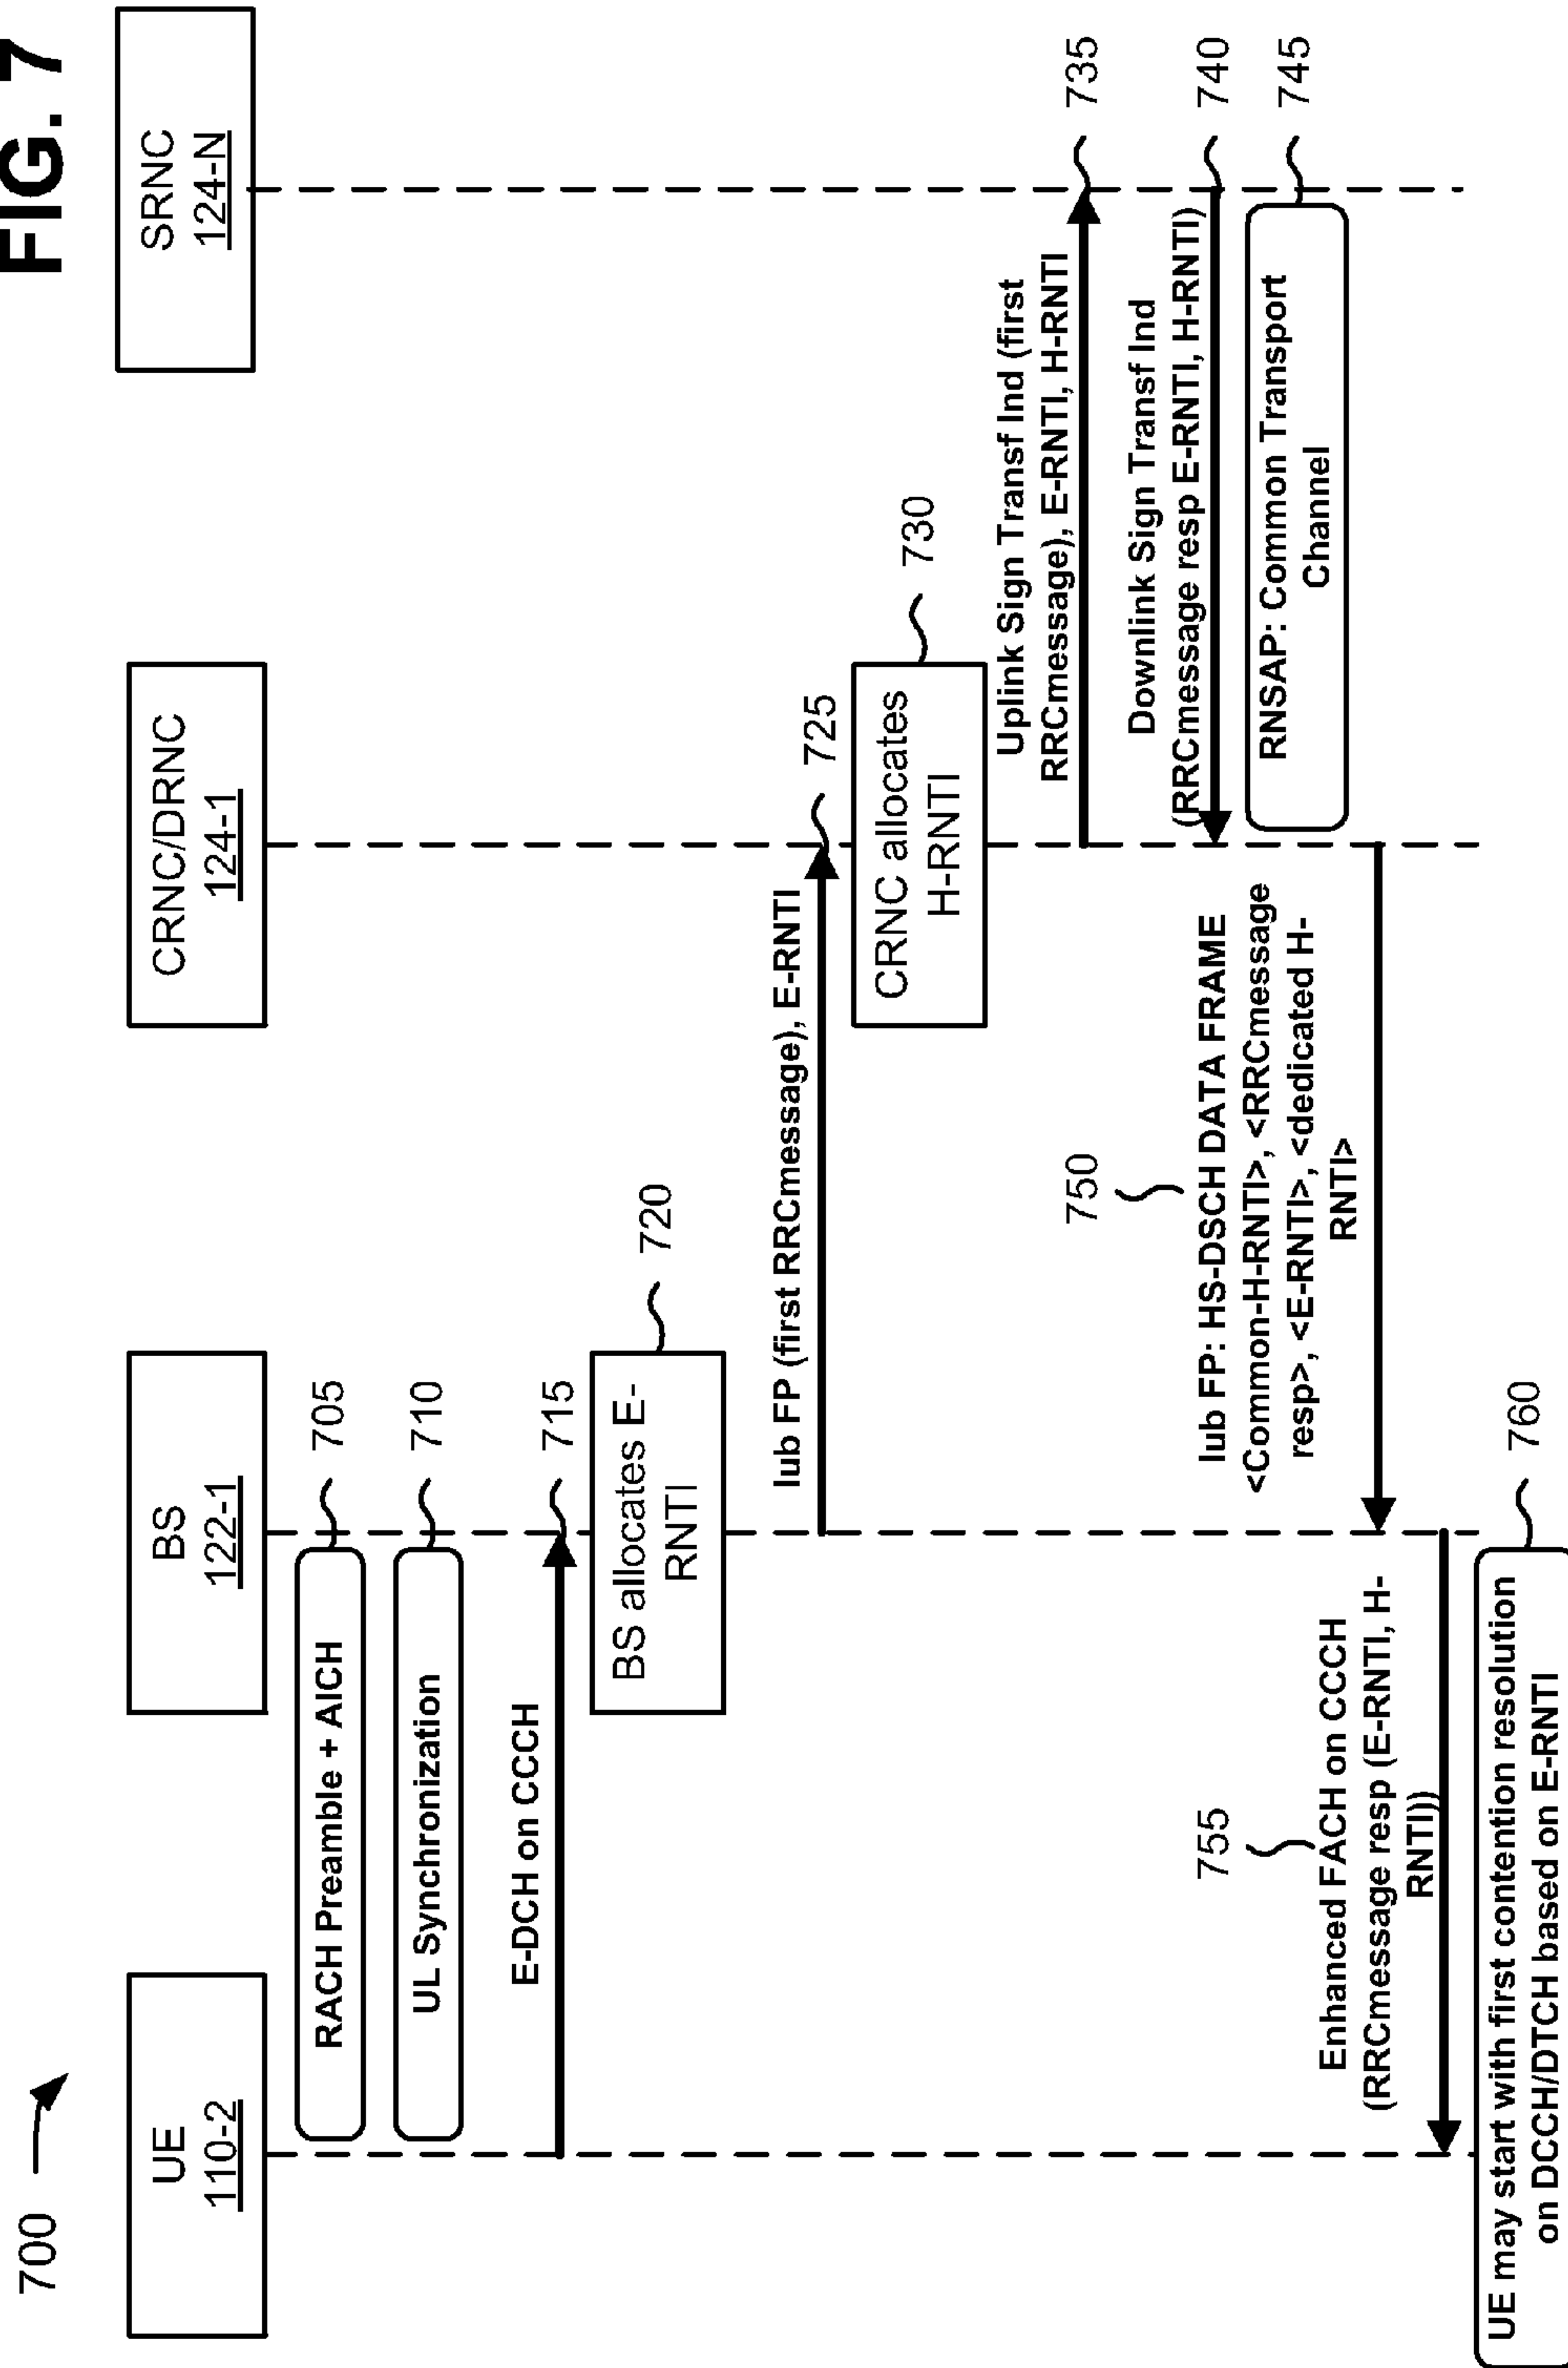 FIG. 7
700
UE
110-2
BS
122-1
CRNC/DRNC
124-1
SRNC
124-N
RACH Preamble + AICH
705
UL Synchronization
710
E-DCH on CCCH
715
BS allocates E-
RNTI
720
Iub FP (first RRCmessage), E-RNTI
725
CRNC allocates
H-RNTI
730
Uplink Sign Transf Ind (first
RRCmessage), E-RNTI, H-RNTI
735
Downlink Sign Transf Ind
(RRCmessage resp E-RNTI, H-RNTI)
740
RNSAP: Common Transport
Channel
745
750
Iub FP: HS-DSCH DATA FRAME
<Common-H-RNTI>, <RRCmessage
resp>, <E-RNTI>, <dedicated H-
RNTI>
755
Enhanced FACH on CCCH
(RRCmessage resp (E-RNTI, H-
RNTI))
UE may start with first contention resolution
on DCCH/DTCH based on E-RNTI
760